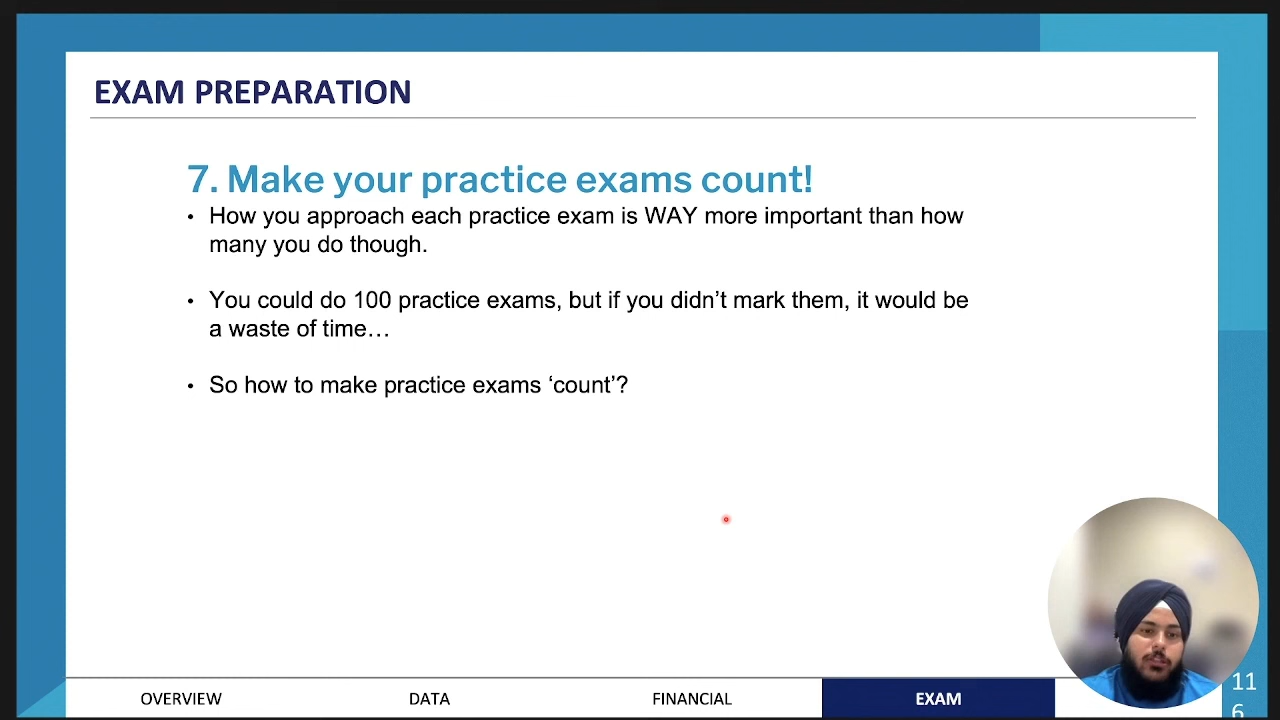 EXAM PREPARATION
7. Make your practice exams count!
• How you approach each practice exam is WAY more important than how
many you do though.
• You could do 100 practice exams, but if you didn’t mark them, it would be
a waste of time…
• So how to make practice exams ‘count’?
OVERVIEW
DATA
FINANCIAL
EXAM
11
6